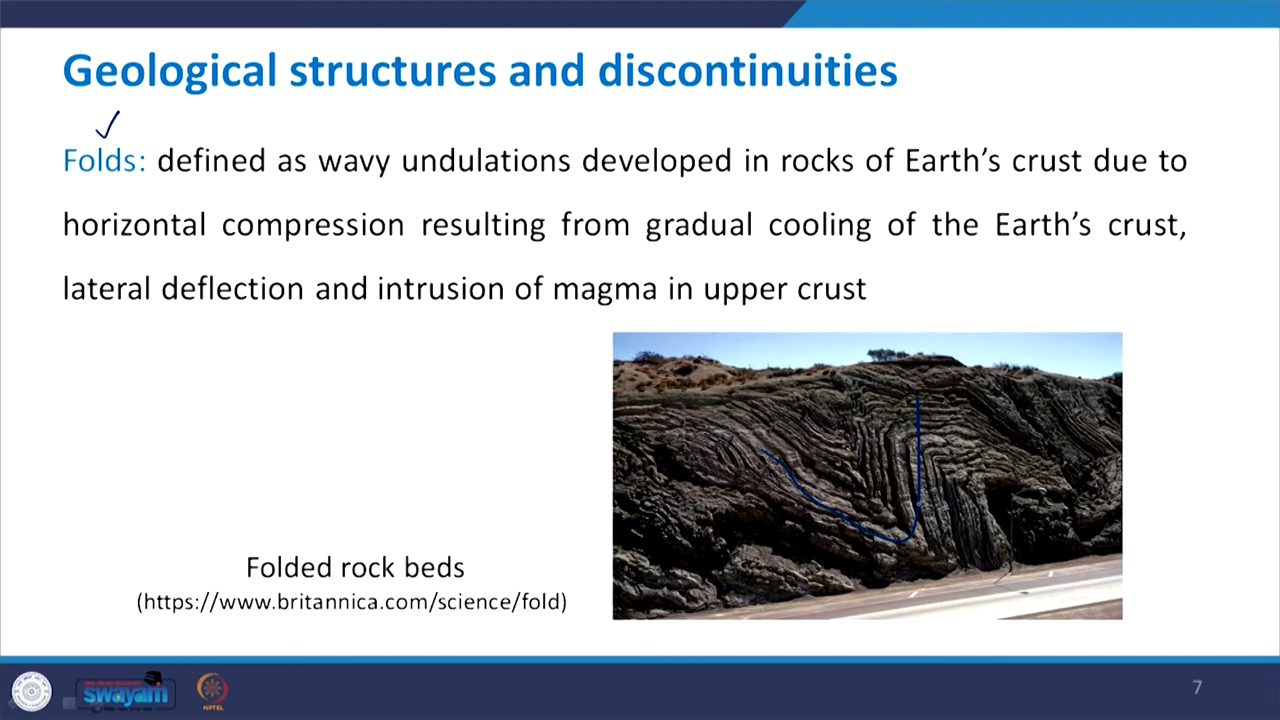 Geological structures and discontinuities
Folds: defined as wavy undulations developed in rocks of Earth’s crust due to
horizontal compression resulting from gradual cooling of the Earth’s crust,
lateral deflection and intrusion of magma in upper crust
Folded rock beds
(https://www.britannica.com/science/fold)
swayam
NPTEL
7